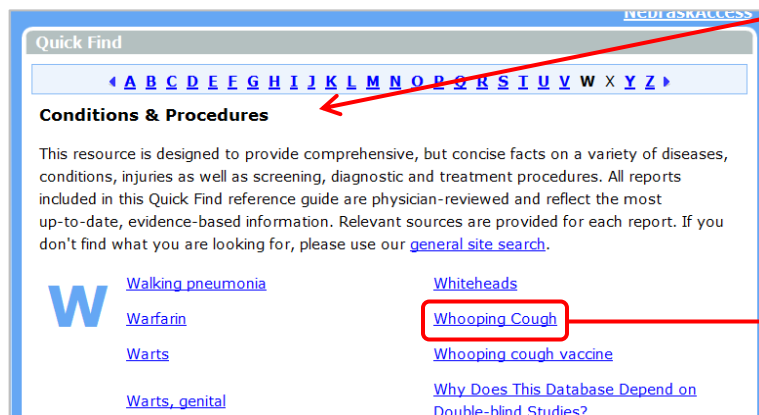 NebraskAccess
Quick Find
A B C D E F G H I J K L M N O P Q R S T U V W X Y Z
Conditions & Procedures
This resource is designed to provide comprehensive, but concise facts on a variety of diseases,
conditions, injuries as well as screening, diagnostic and treatment procedures. All reports
included in this Quick Find reference guide are physician-reviewed and reflect the most
up-to-date, evidence-based information. Relevant sources are provided for each report. If you
don't find what you are looking for, please use our general site search.
W
Walking pneumonia
Warfarin
Warts
Warts, genital
Whiteheads
Whooping Cough
Whooping cough vaccine
Why Does This Database Depend on
Double-blind Studies?